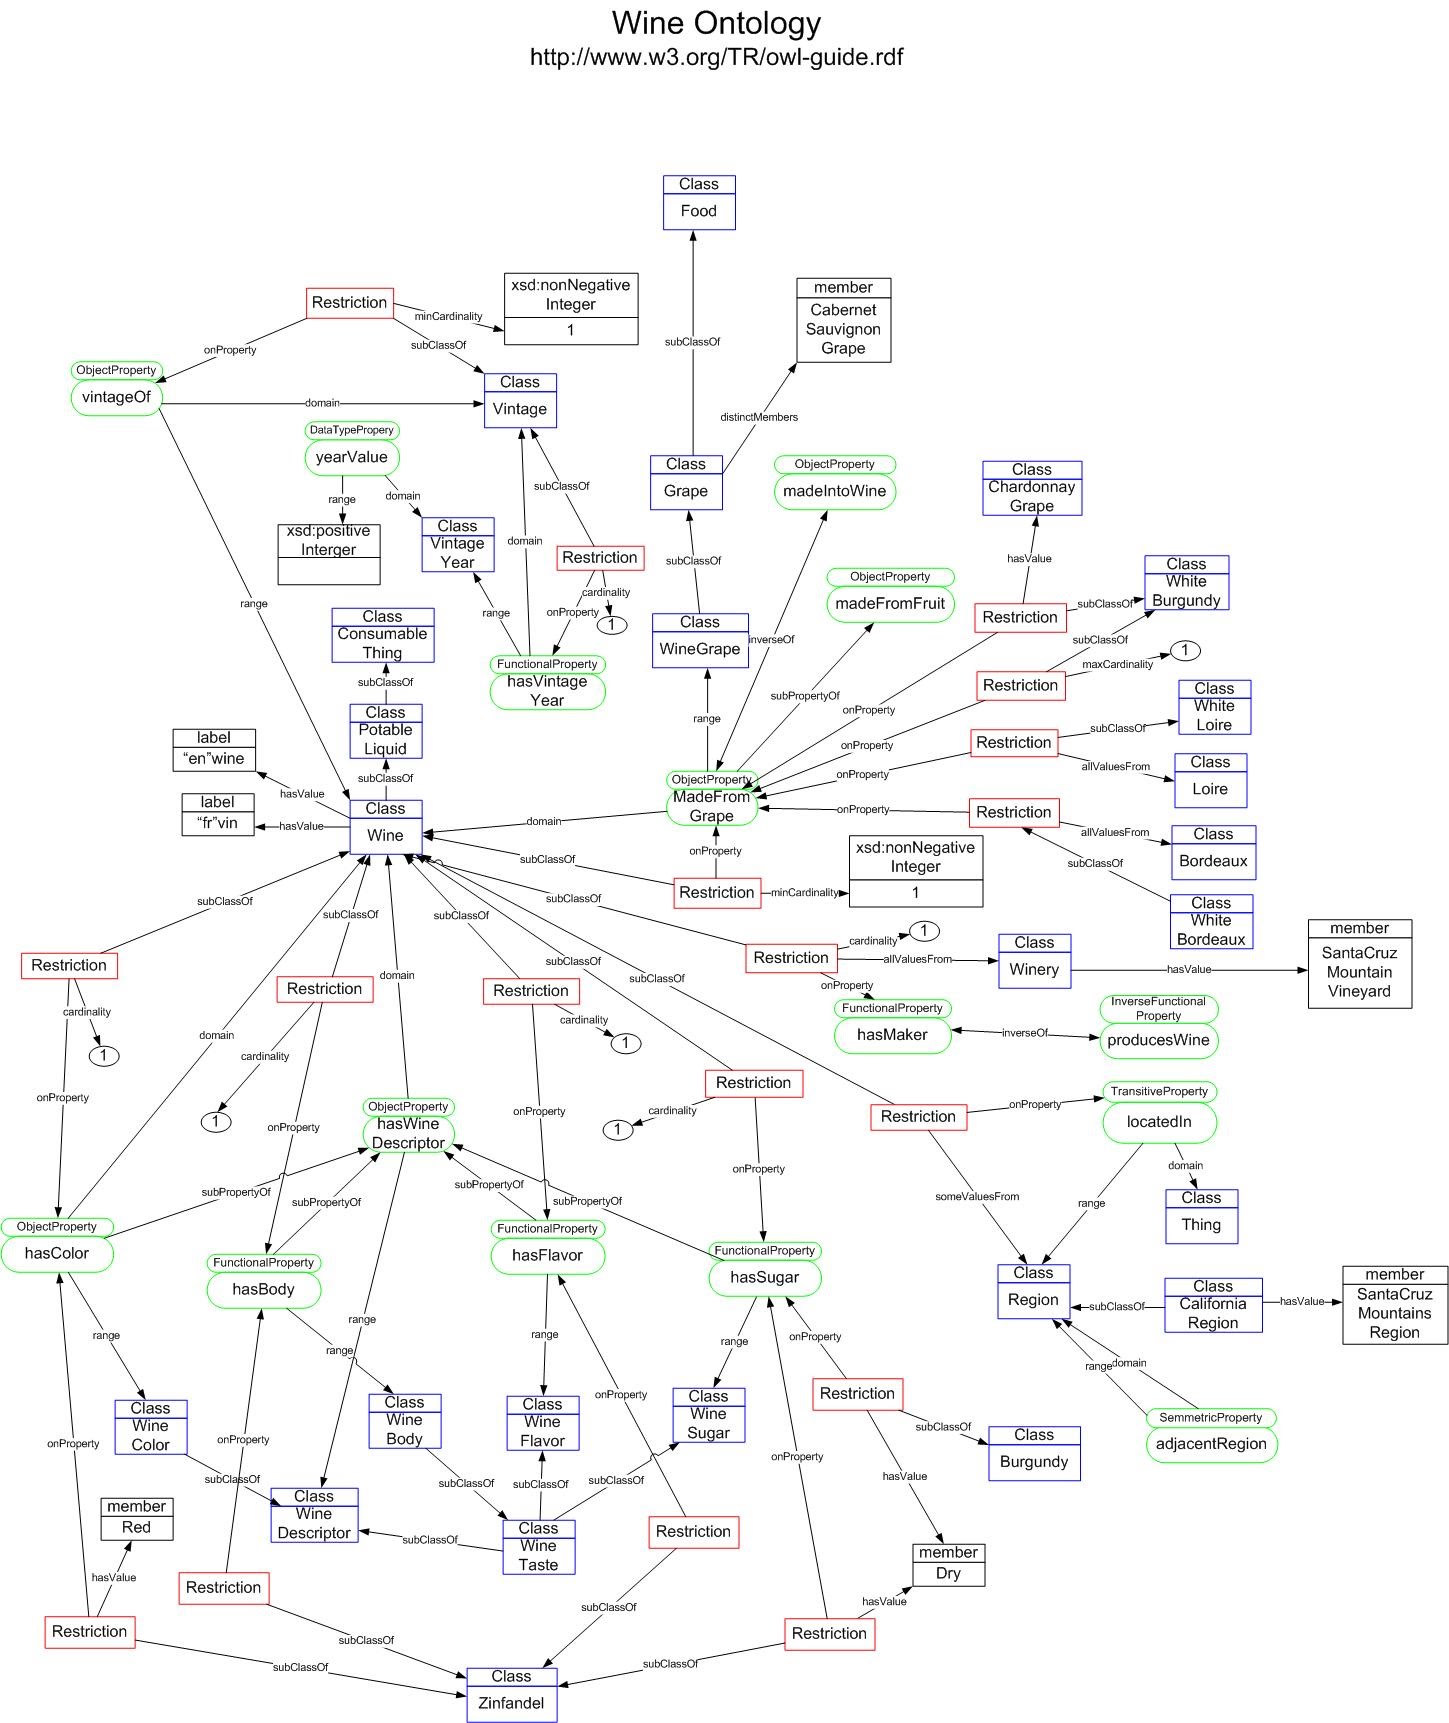 Wine Ontology
http://www.w3.org/TR/owl-guide.rdf
Class
Food
subClassOf
xsd:nonNegative
Integer
1
member
Cabernet
Sauvignon
Grape
Restriction
minCardinality
onProperty
subClassOf
ObjectProperty
vintageOf
domain
Class
Vintage
distinctMembers
DataTypePropery
yearValue
range
domain
subClassOf
Class
Grape
ObjectProperty
madeIntoWine
Class
Chardonnay
Grape
xsd:positive
Interger
Class
Vintage
Year
domain
Restriction
cardinality
onProperty
1
range
range
subClassOf
hasValue
ObjectProperty
madeFromFruit
Class
White
Burgundy
Restriction
subClassOf
subClassOf
Class
Consumable
Thing
subClassOf
Class
WineGrape
inverseOf
FunctionalProperty
hasVintage
Year
maxCardinality
1
Restriction
subPropertyOf
onProperty
Class
White
Loire
Class
Potable
Liquid
range
label
“en”wine
subClassOf
hasValue
onProperty
Restriction
subClassOf
allValuesFrom
onProperty
Class
Loire
label
“fr”vin
hasValue
Class
Wine
domain
ObjectProperty
MadeFrom
Grape
onProperty
Restriction
allValuesFrom
Class
Bordeaux
subClassOf
onProperty
subClassOf
Restriction
minCardinality
xsd:nonNegative
Integer
1
Class
White
Bordeaux
subClassOf
subClassOf
subClassOf
subClassOf
cardinality
1
Restriction
allValuesFrom
Class
Winery
hasValue
member
SantaCruz
Mountain
Vineyard
Restriction
Restriction
domain
Restriction
subClassOf
subClassOf
onProperty
FunctionalProperty
hasMaker
inverseOf
InverseFunctional
Property
producesWine
cardinality
1
domain
cardinality
1
cardinality
1
Restriction
onProperty
onProperty
ObjectProperty
hasWine
Descriptor
onProperty
cardinality
1
Restriction
onProperty
TransitiveProperty
locatedIn
subPropertyOf
subPropertyOf
subPropertyOf
subPropertyOf
onProperty
someValuesFrom
range
domain
Class
Thing
ObjectProperty
hasColor
FunctionalProperty
hasBody
FunctionalProperty
hasFlavor
FunctionalProperty
hasSugar
Class
Region
subClassOf
Class
California
Region
hasValue
member
SantaCruz
Mountains
Region
range
range
range
range
range
onProperty
range
domain
onProperty
Restriction
Class
Wine
Color
Class
Wine
Body
Class
Wine
Flavor
Class
Wine
Sugar
subClassOf
Class
Burgundy
SemmetricProperty
adjacentRegion
onProperty
onProperty
onProperty
hasValue
subClassOf
subClassOf
subClassOf
subClassOf
member
Red
Class
Wine
Descriptor
subClassOf
Class
Wine
Taste
Restriction
member
Dry
hasValue
Restriction
subClassOf
hasValue
Restriction
subClassOf
Restriction
subClassOf
subClassOf
Class
Zinfandel